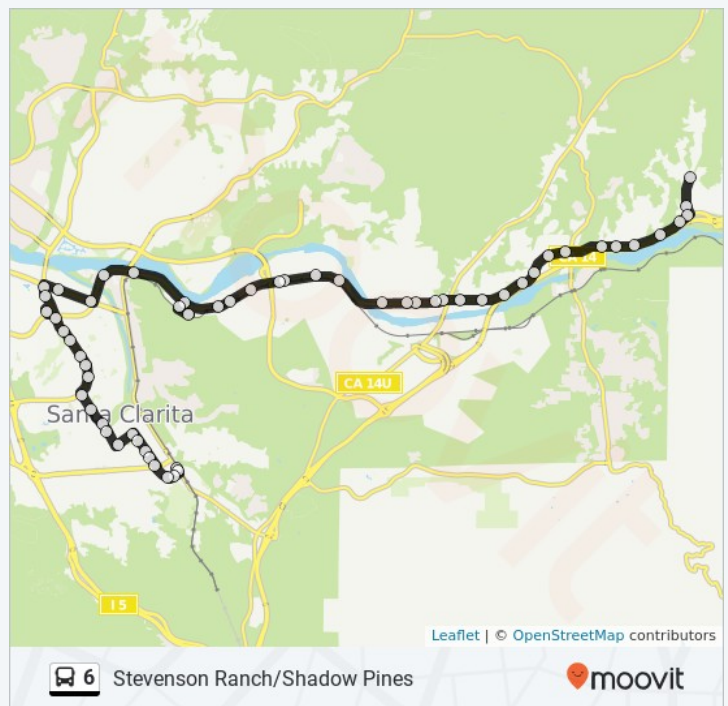 CA 14
CA 14U
Santa Clarita
I 5
Leaflet | © OpenStreetMap contributors
6 Stevenson Ranch/Shadow Pines
moovit